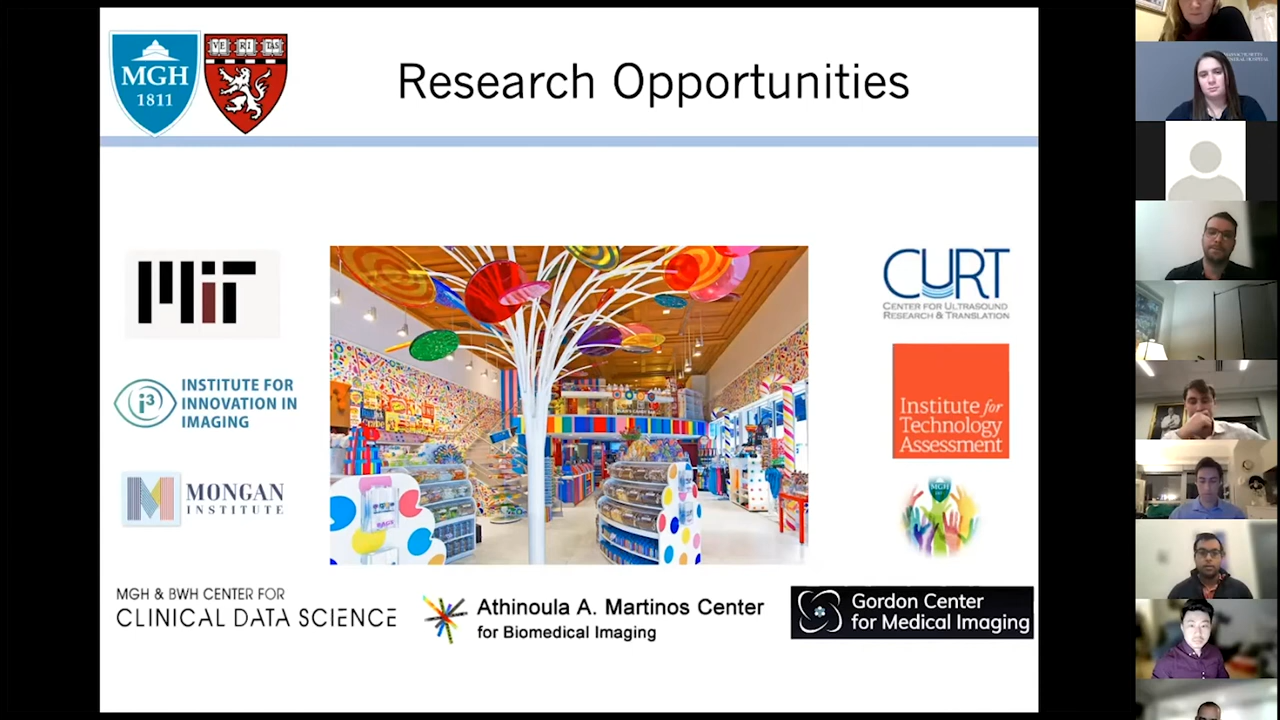 MGH
1811
VE RI TAS
Research Opportunities
MIT
INSTITUTE FOR
INNOVATION IN
IMAGING
i3
MONGAN
INSTITUTE
CURT
CENTER FOR ULTRASOUND
RESEARCH & TRANSLATION
Institute for
Technology
Assessment
MGH
MGH & BWH CENTER FOR
CLINICAL DATA SCIENCE
Athinoula A. Martinos Center
for Biomedical Imaging
Gordon Center
for Medical Imaging